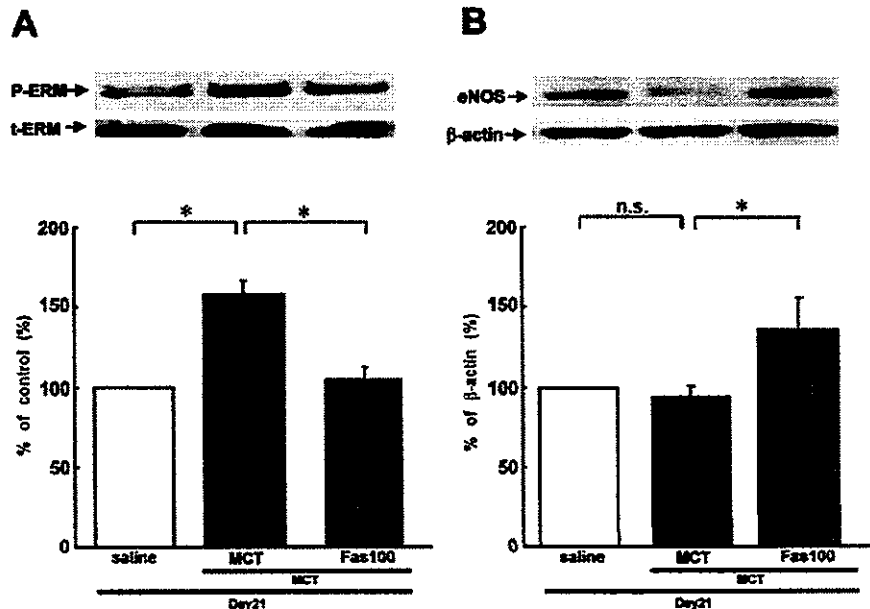 A
P-ERM
t-ERM
% of control (%)
200
150
100
50
0
* *
saline MCT Fas100
MCT
Day21
B
eNOS
β-actin
% of β-actin (%)
200
150
100
50
0
n.s. *
saline MCT Fas100
MCT
Day21